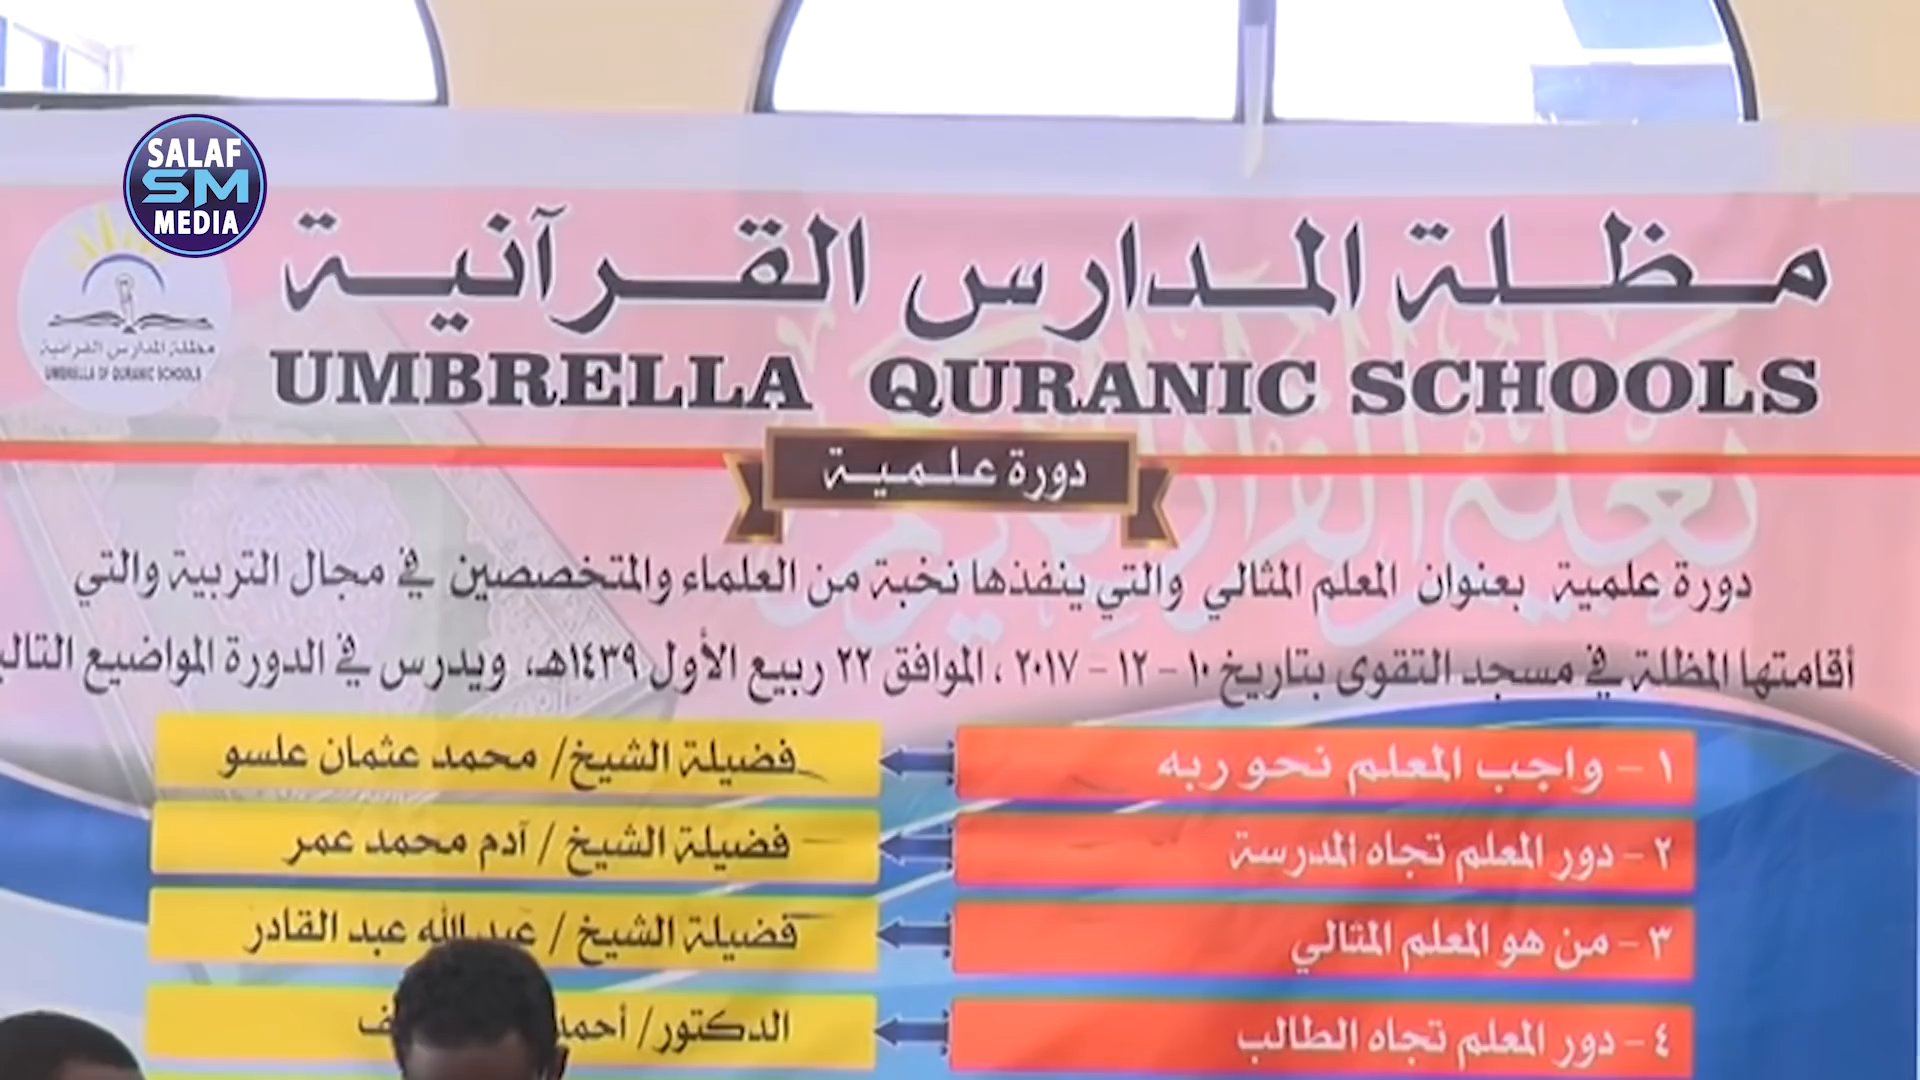 SALAF
SM
MEDIA
مظلة المدارس القرآنية
UMBRELLA QURANIC SCHOOLS
مظلة المدارس القرآنية
UMBRELLA OF QURANIC SCHOOLS
دورة علمية
دورة علمية بعنوان المعلم المثالي والتي ينفذها نخبة من العلماء والمتخصصين في مجال التربية والتي
أقامتها المظلة في مسجد التقوى بتاريخ ١٠ - ١٢ - ٢٠١٧ ، الموافق ٢٢ ربيع الأول ١٤٣٩هـ، ويدرس في الدورة المواضيع
١ - واجب المعلم نحو ربه فضيلة الشيخ/ محمد عثمان علسو
٢ - دور المعلم تجاه المدرسة فضيلة الشيخ / آدم محمد عمر
٣ - من هو المعلم المثالي فضيلة الشيخ / عبد الله عبد القادر
٤ - دور المعلم تجاه الطالب الدكتور/